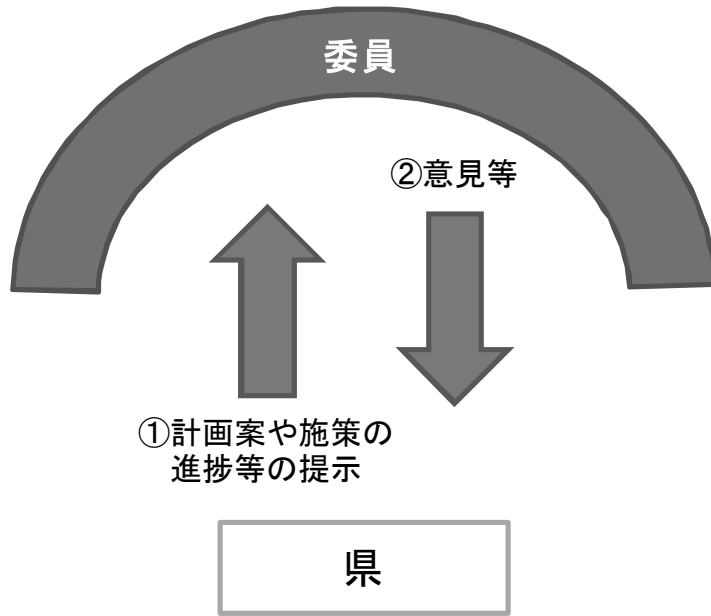 委員
②意見等
①計画案や施策の
進捗等の提示
県